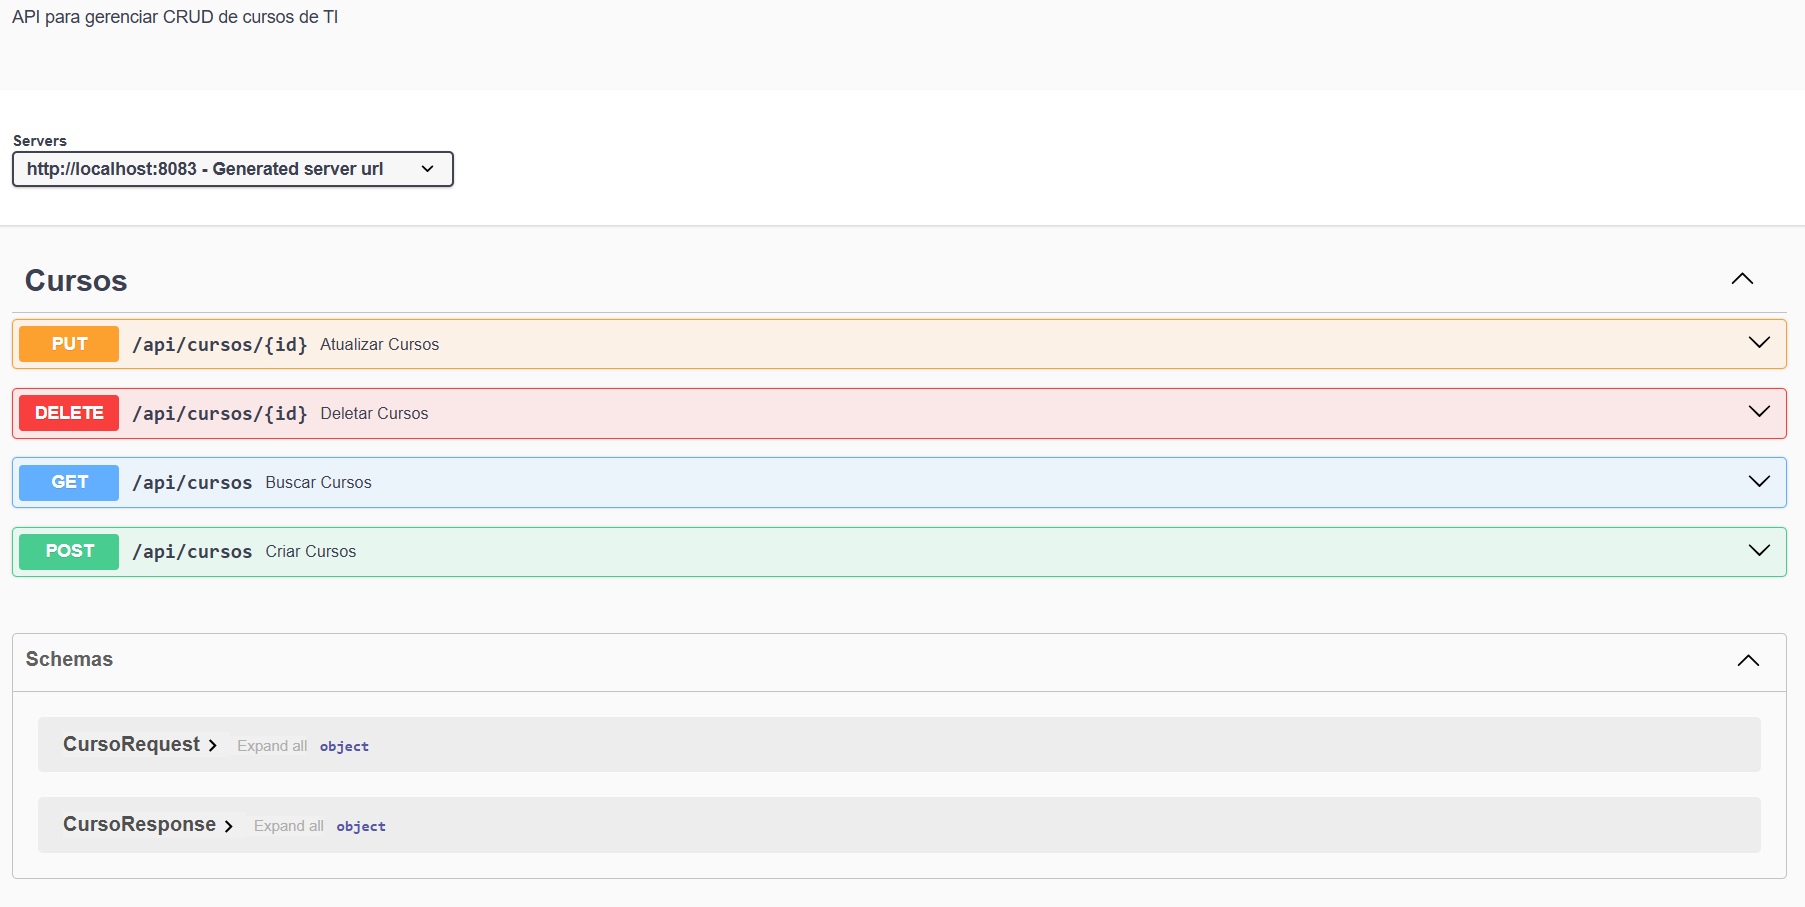 API para gerenciar CRUD de cursos de TI
Servers
http://localhost:8083 - Generated server url
Cursos
PUT /api/cursos/{id} Atualizar Cursos
DELETE /api/cursos/{id} Deletar Cursos
GET /api/cursos Buscar Cursos
POST /api/cursos Criar Cursos
Schemas
CursoRequest Expand all object
CursoResponse Expand all object